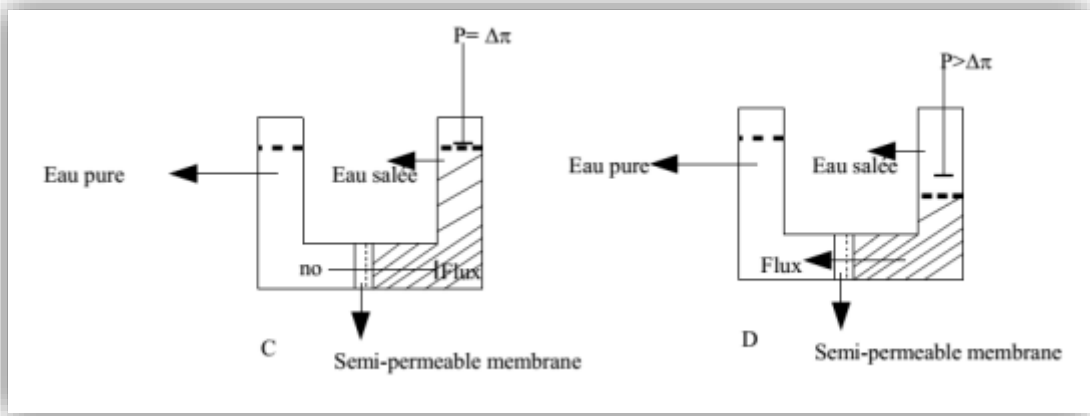 P= Δπ
Eau pure
Eau salée
no
Flux
C
Semi-permeable membrane
P>Δπ
Eau pure
Eau salée
Flux
D
Semi-permeable membrane